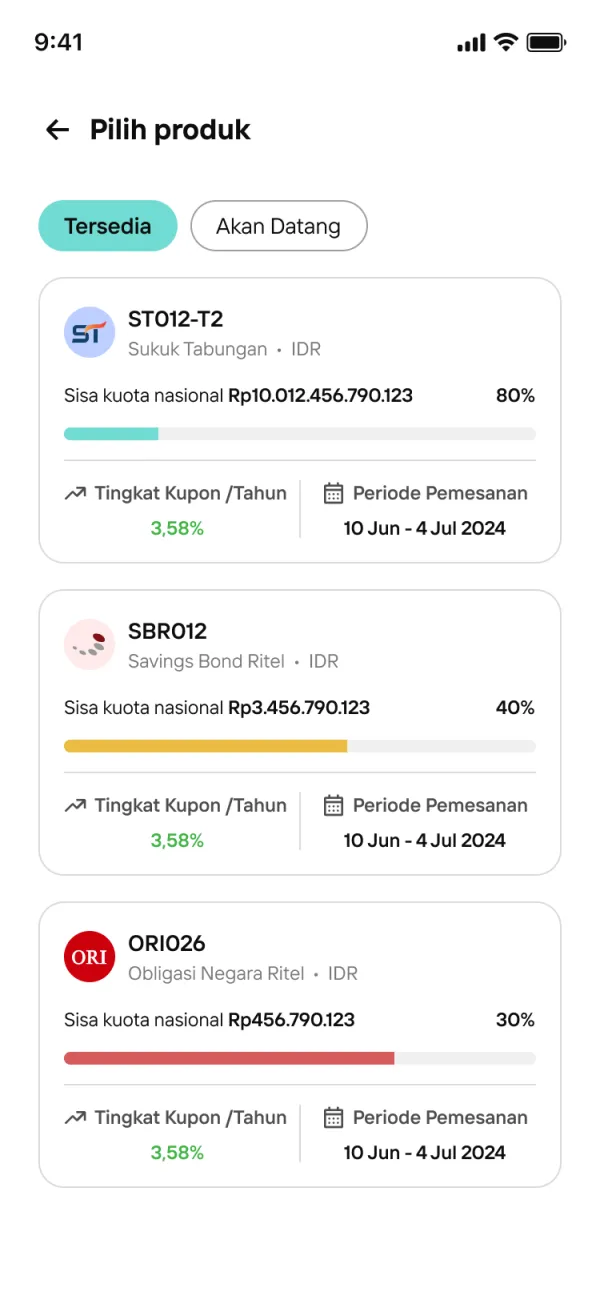 9:41
Pilih produk
Tersedia
Akan Datang
ST
ST012-T2
Sukuk Tabungan • IDR
Sisa kuota nasional Rp10.012.456.790.123 80%
Tingkat Kupon /Tahun
Periode Pemesanan
3,58%
10 Jun - 4 Jul 2024
SBR012
Savings Bond Ritel • IDR
Sisa kuota nasional Rp3.456.790.123 40%
Tingkat Kupon /Tahun
Periode Pemesanan
3,58%
10 Jun - 4 Jul 2024
ORI
ORI026
Obligasi Negara Ritel • IDR
Sisa kuota nasional Rp456.790.123 30%
Tingkat Kupon /Tahun
Periode Pemesanan
3,58%
10 Jun - 4 Jul 2024